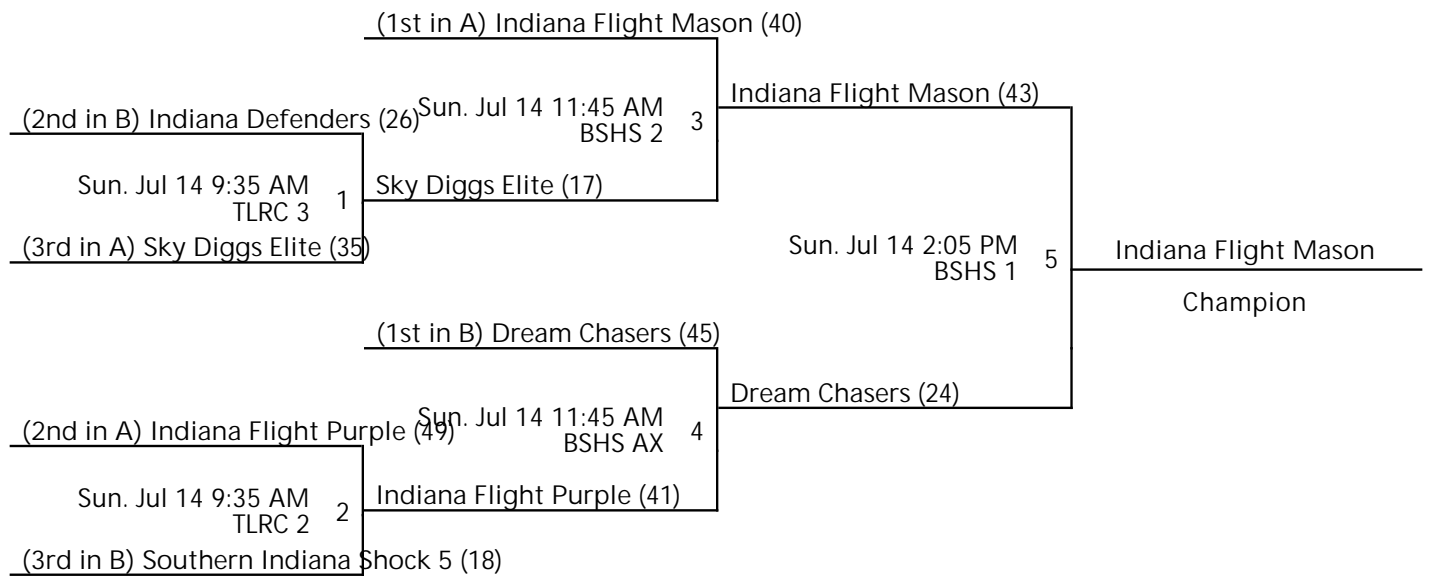 (1st in A) Indiana Flight Mason (40)
Indiana Flight Mason (43)
(2nd in B) Indiana Defenders (26)
Sun. Jul 14 11:45 AM
BSHS 2
3
Sun. Jul 14 9:35 AM
TLRC 3
1
Sky Diggs Elite (17)
(3rd in A) Sky Diggs Elite (35)
Sun. Jul 14 2:05 PM
BSHS 1
5
Indiana Flight Mason
Champion
(1st in B) Dream Chasers (45)
Dream Chasers (24)
(2nd in A) Indiana Flight Purple (49)
Sun. Jul 14 11:45 AM
BSHS AX
4
Sun. Jul 14 9:35 AM
TLRC 2
2
Indiana Flight Purple (41)
(3rd in B) Southern Indiana Shock 5 (18)